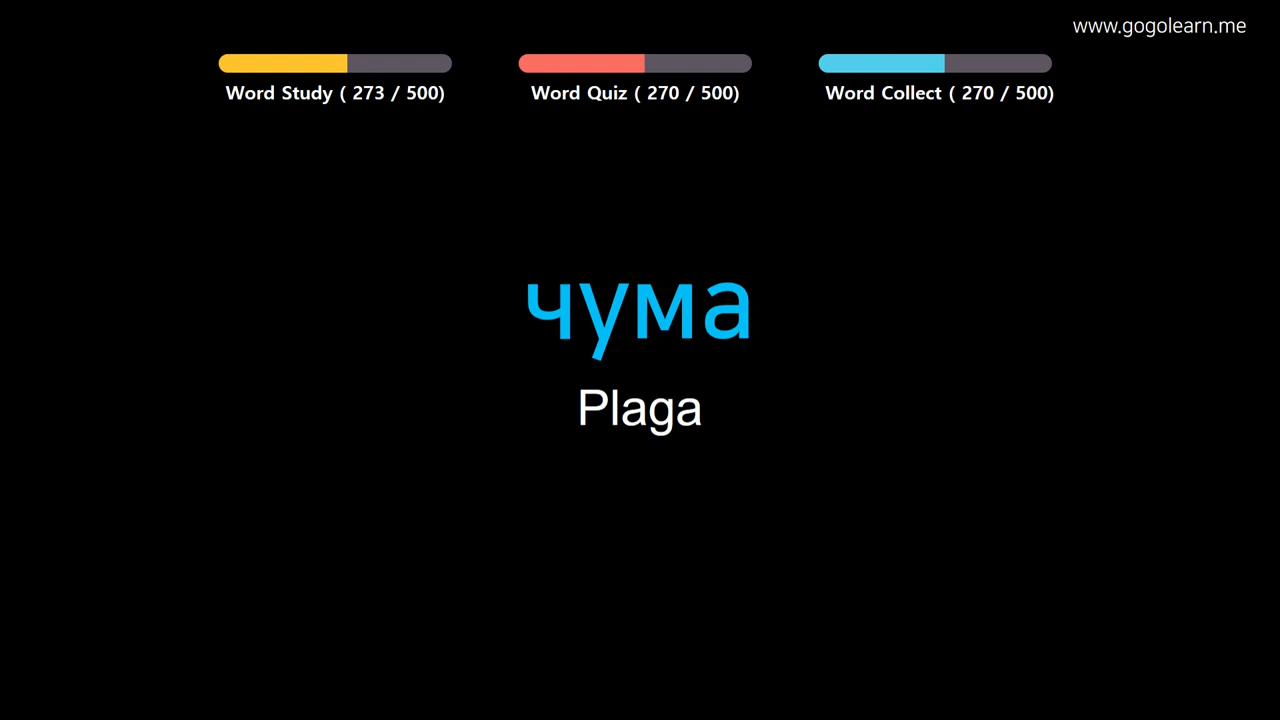 www.gogolearn.me
Word Study ( 273 / 500)
Word Quiz ( 270 / 500)
Word Collect ( 270 / 500)
чума
Plaga